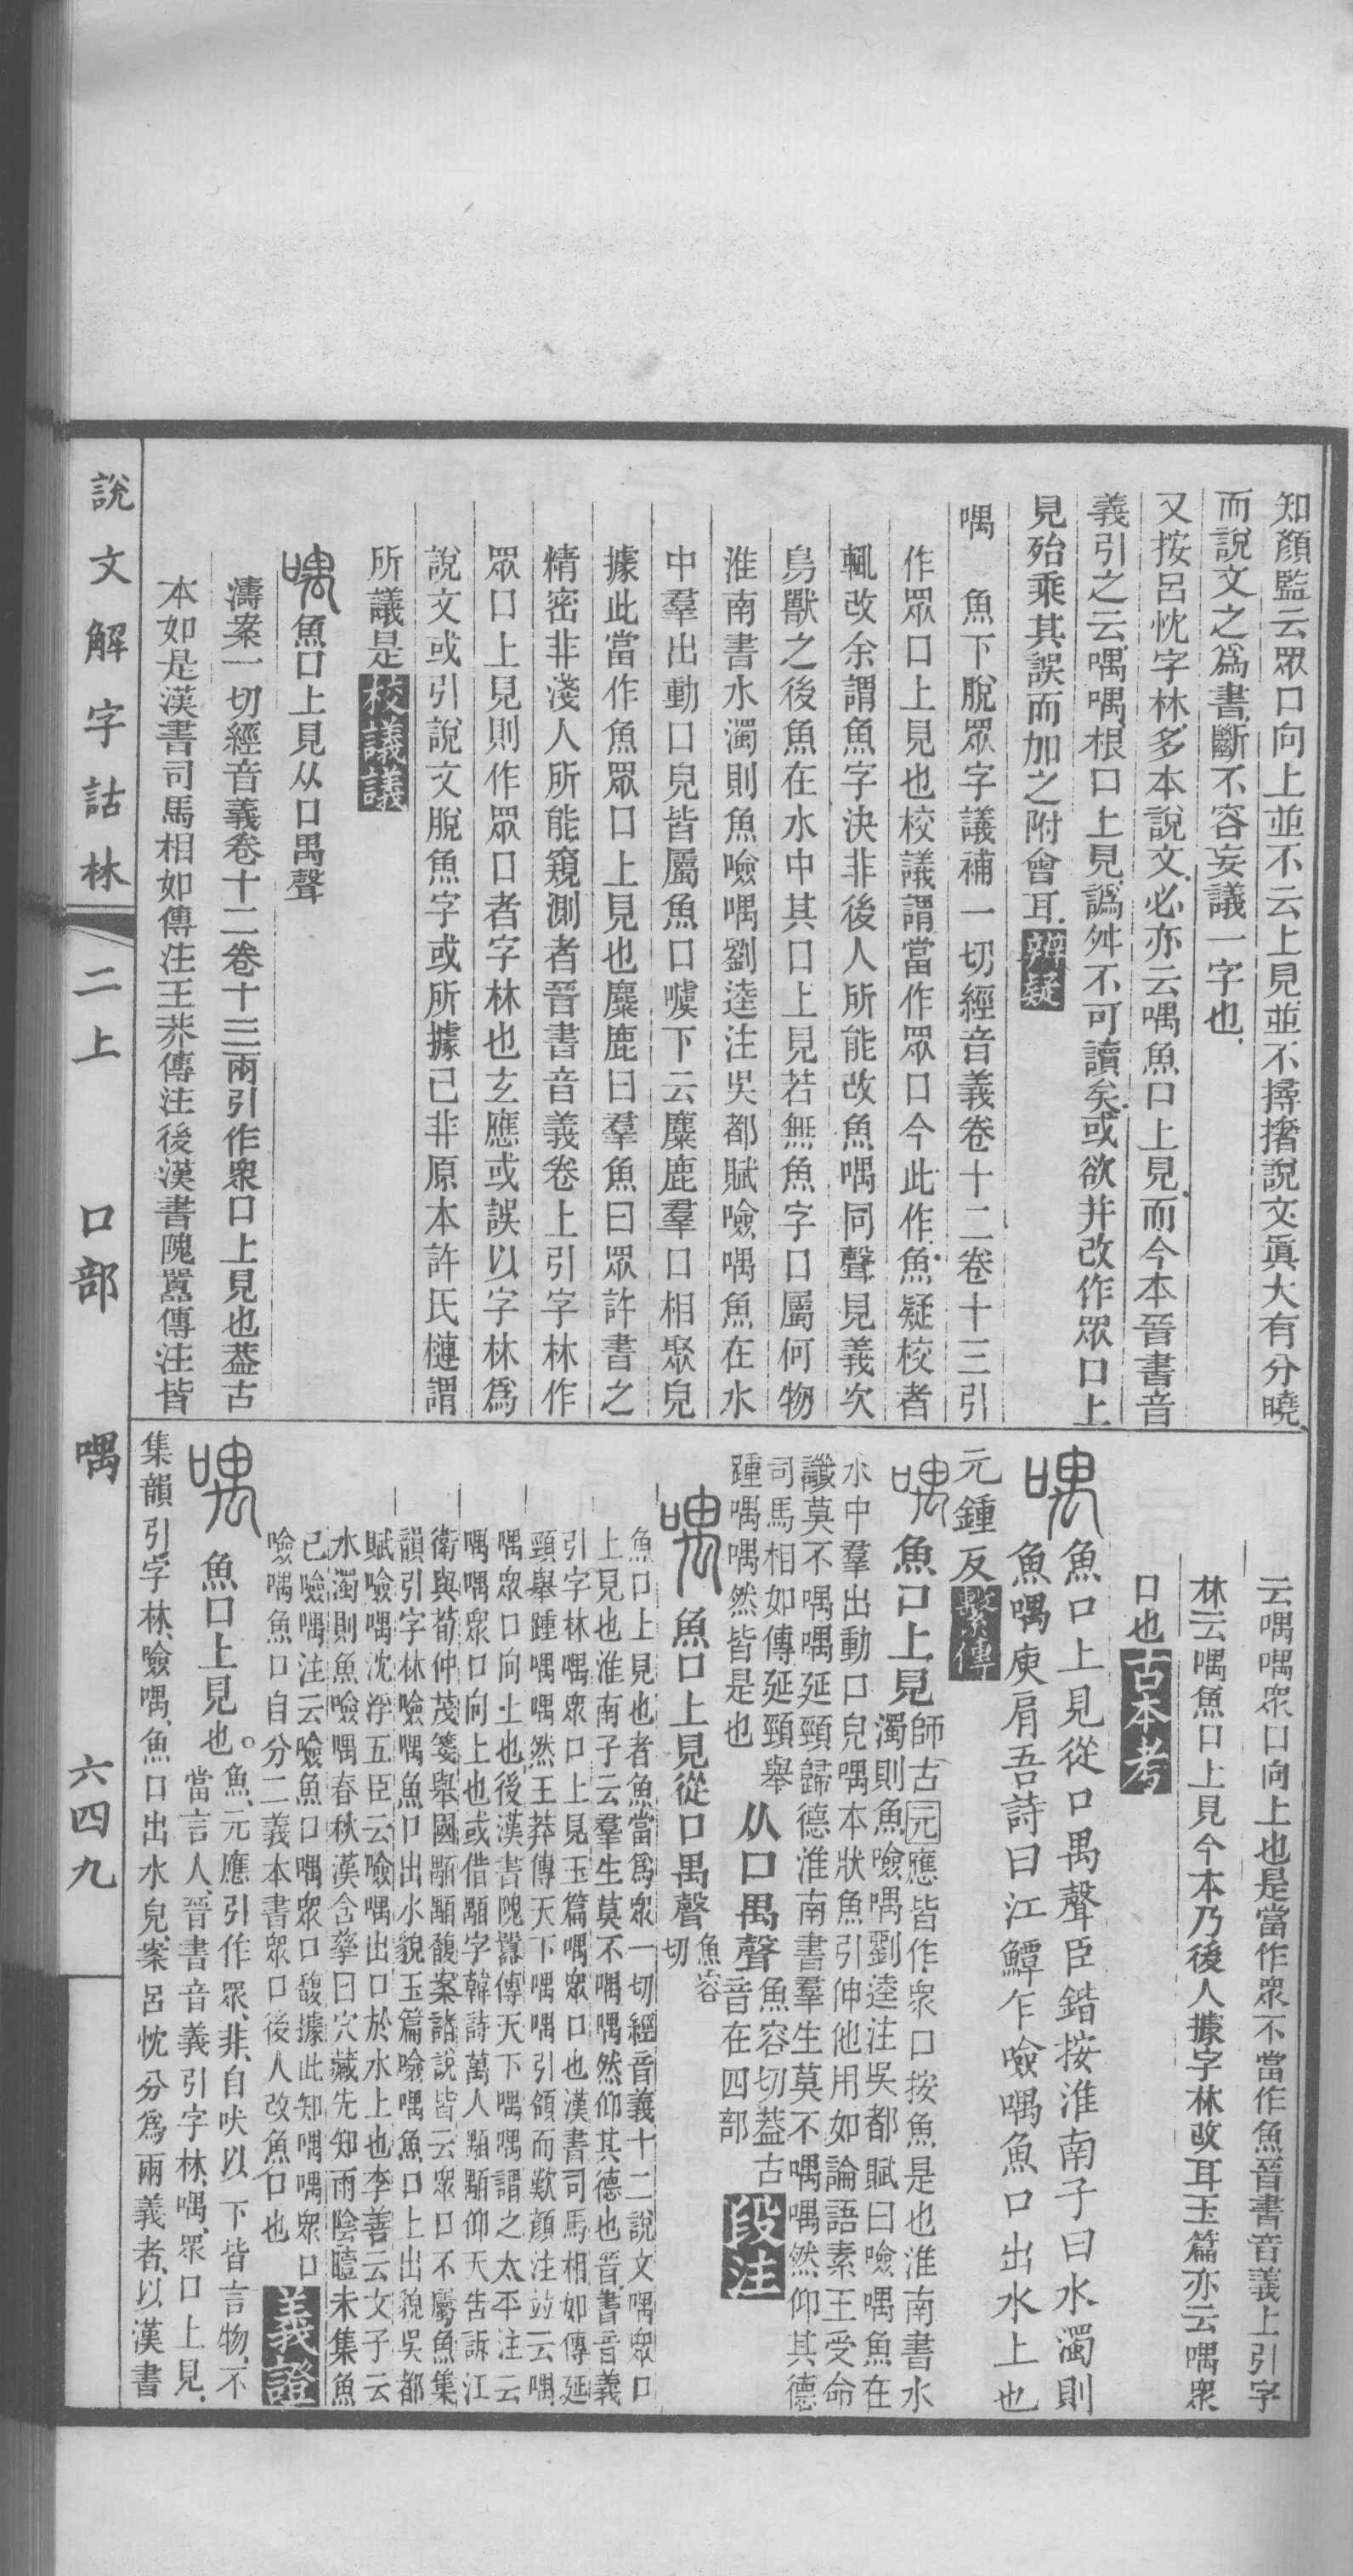 知顏監云眾口向上並不云上見並不撏撦說文眞大有分曉
而說文之爲書斷不容妄議一字也
又按呂忱字林多本說文必亦云喁魚口上見而今本晉書音
義引之云喁喁根口上見譌舛不可讀矣或欲并改作眾口上
見殆乘其誤而加之附會耳辨疑
喁　魚下脫眾字議補一切經音義卷十二卷十三引
作眾口上見也校議謂當作眾口今此作魚疑校者
輒改余謂魚字決非後人所能改魚喁同聲見義次
鳥獸之後魚在水中其口上見若無魚字口屬何物
淮南書水濁則魚噞喁劉逵注吳都賦噞喁魚在水
中羣出動口皃皆屬魚口噳下云麋鹿羣口相聚皃
據此當作魚眾口上見也麋鹿曰羣魚曰眾許書之
精密非淺人所能窺測者晉書音義卷上引字林作
眾口上見則作眾口者字林也玄應或誤以字林爲
說文或引說文脫魚字或所據已非原本許氏槤謂
所議是校議議
喁魚口上見从口禺聲
濤案一切經音義卷十二卷十三兩引作衆口上見也葢古
本如是漢書司馬相如傳注王莽傳注後漢書隗囂傳注皆
云喁喁衆口向上也是當作衆不當作魚晉書音義上引字
林云喁魚口上見今本乃後人據字林改耳玉篇亦云喁衆
口也古本考
喁魚口上見從口禺聲臣鍇按淮南子曰水濁則
魚喁庾肩吾詩曰江鱏乍噞喁魚口出水上也
元鍾反繫傳
喁魚口上見師古元應皆作衆口按魚是也淮南書水
濁則魚噞喁劉逵注吳都賦曰噞喁魚在
水中羣出動口皃喁本狀魚引伸他用如論語素王受命
讖莫不喁喁延頸歸德淮南書羣生莫不喁喁然仰其德
司馬相如傳延頸舉
踵喁喁然皆是也从口禺聲魚容切葢古
音在四部段注
喁魚口上見從口禺聲魚容
切
魚口上見也者魚當爲衆一切經音義十二說文喁衆口
上見也淮南子云羣生莫不喁喁然仰其德也晉書音義
引字林喁衆口上見玉篇喁衆口也漢書司馬相如傳延
頸舉踵喁喁然王莽傳天下喁喁引領而歎顏注竝云喁
喁衆口向上也後漢書隗囂傳天下喁喁謂之太平注云
喁喁衆口向上也或借顒字韓詩萬人顒顒仰天告訴江
衛與荀仲茂箋舉國顒顒馥案諸說皆云衆口不屬魚集
韻引字林噞喁魚口出水貌玉篇噞喁魚口上出貌吳都
賦噞喁沈浮五臣云噞喁出口於水上也李善云文子云
水濁則魚噞喁春秋漢含孳曰穴藏先知雨陰曀未集魚
已噞喁注云噞魚口喁衆口馥據此知喁喁衆口
噞喁魚口自分二義本書衆口後人改魚口也義證
喁魚口上見也。魚元應引作衆非自吠以下皆言物不
當言人晉書音義引字林喁衆口上見
集韻引字林噞喁魚口出水皃案呂忱分爲兩義者以漢書
說文解字詁林　二上　口部　喁　六四九